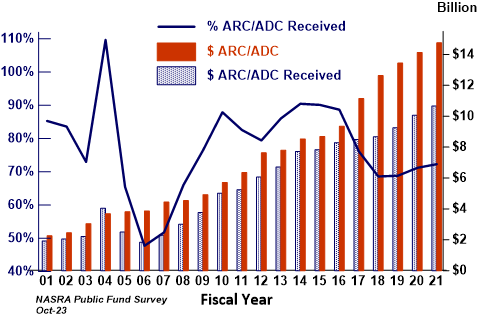 Billion
% ARC/ADC Received
$ ARC/ADC
$ ARC/ADC Received
110%
100%
90%
80%
70%
60%
50%
40%
$14
$12
$10
$8
$6
$4
$2
$0
01 02 03 04 05 06 07 08 09 10 11 12 13 14 15 16 17 18 19 20 21
NASRA Public Fund Survey
Oct-23
Fiscal Year